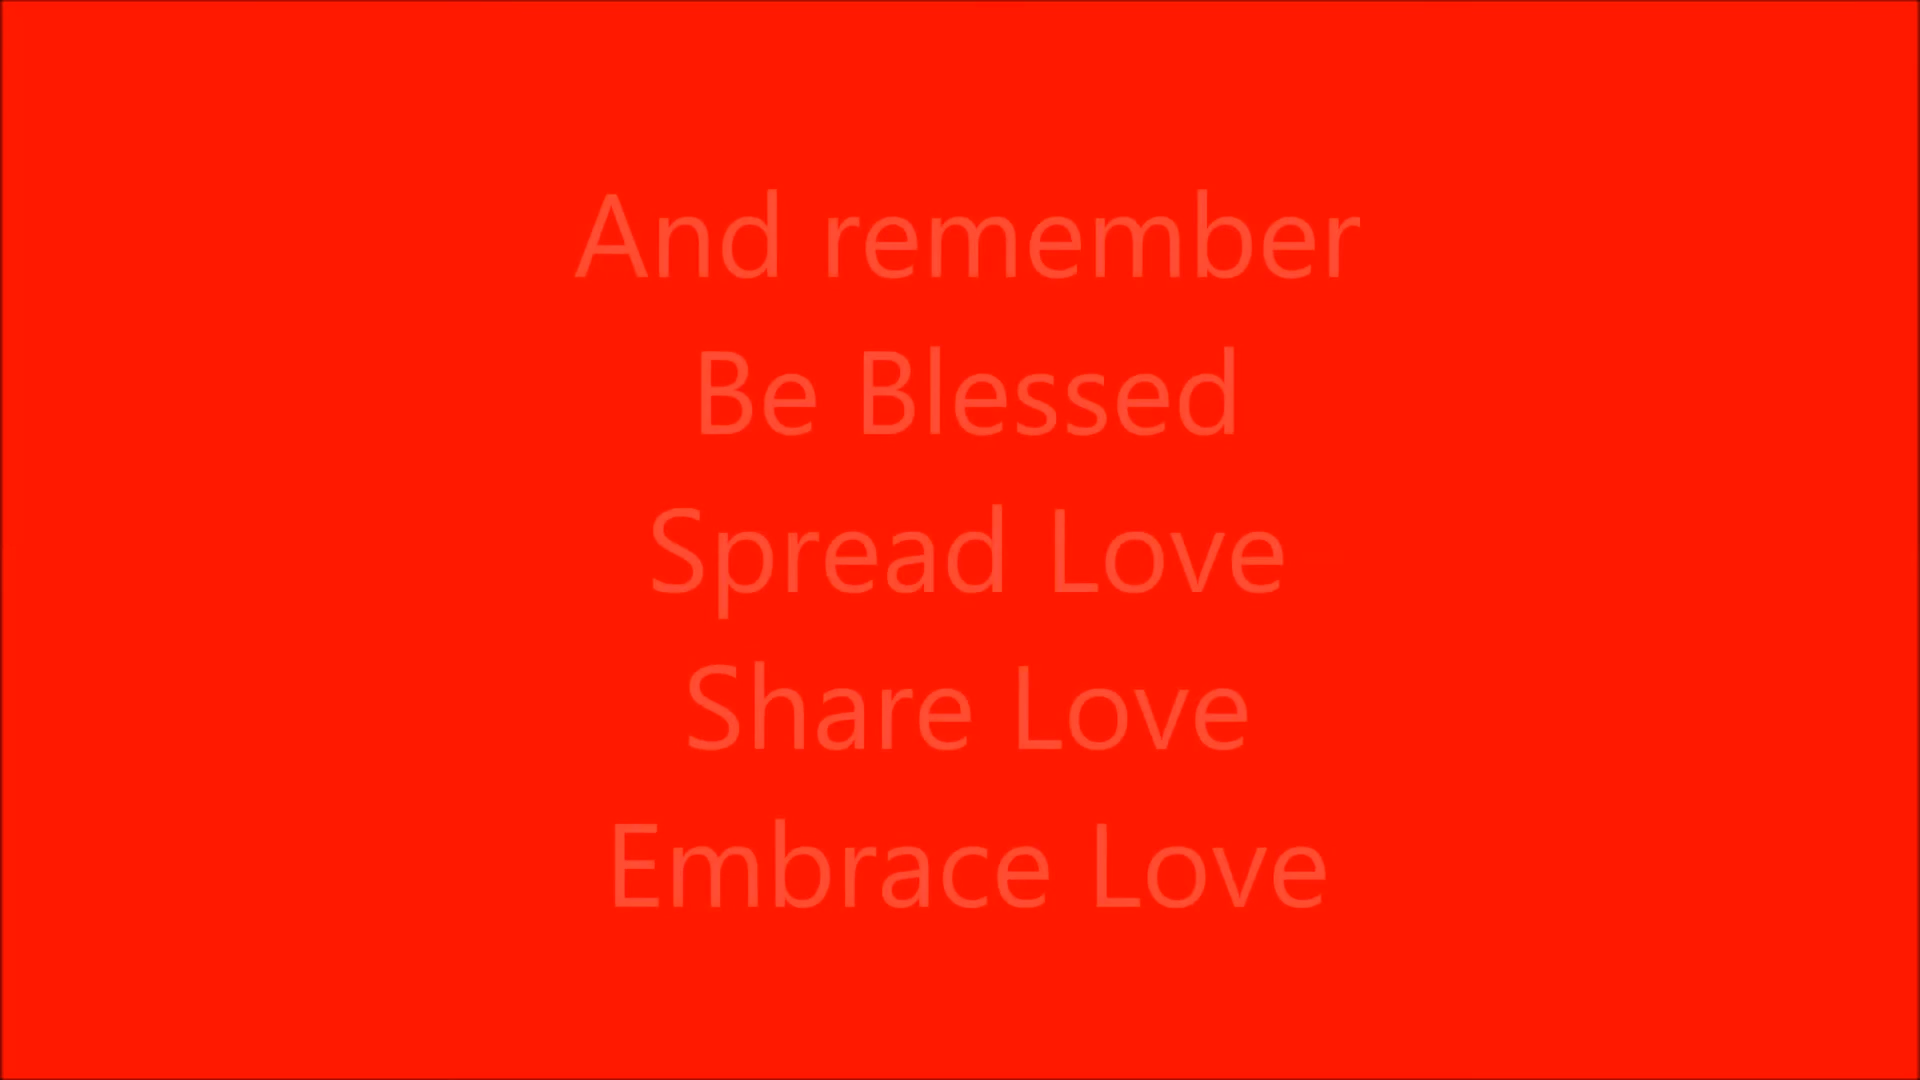 And remember
Be Blessed
Spread Love
Share Love
Embrace Love